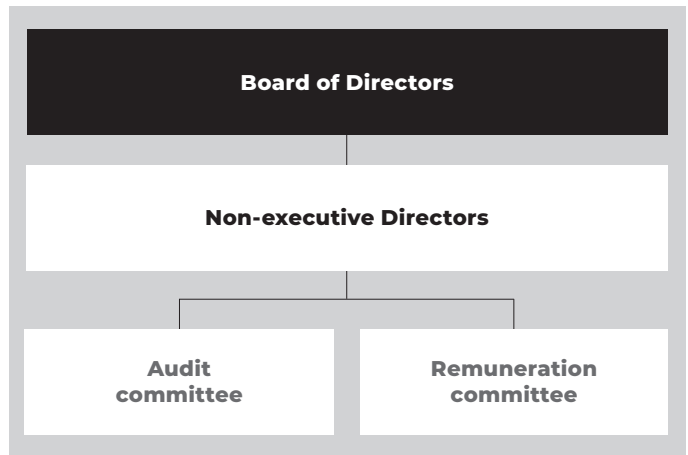 Board of Directors
Non-executive Directors
Audit
committee
Remuneration
committee